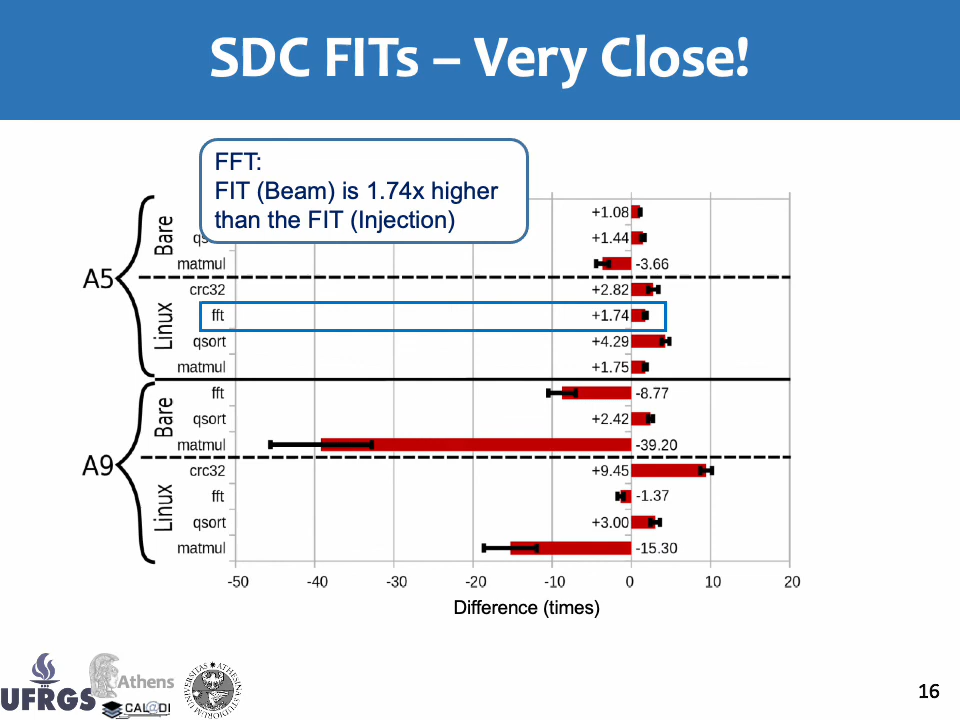 SDC FITs – Very Close!
FFT:
FIT (Beam) is 1.74x higher
than the FIT (Injection)
A5
Bare
+1.08
+1.44
matmul -3.66
Linux
crc32 +2.82
fft +1.74
qsort +4.29
matmul +1.75
A9
Bare
fft -8.77
qsort +2.42
matmul -39.20
Linux
crc32 +9.45
fft -1.37
qsort +3.00
matmul -15.30
-50 -40 -30 -20 -10 0 10 20
Difference (times)
UFRGS
Athens
CAL@DI
16